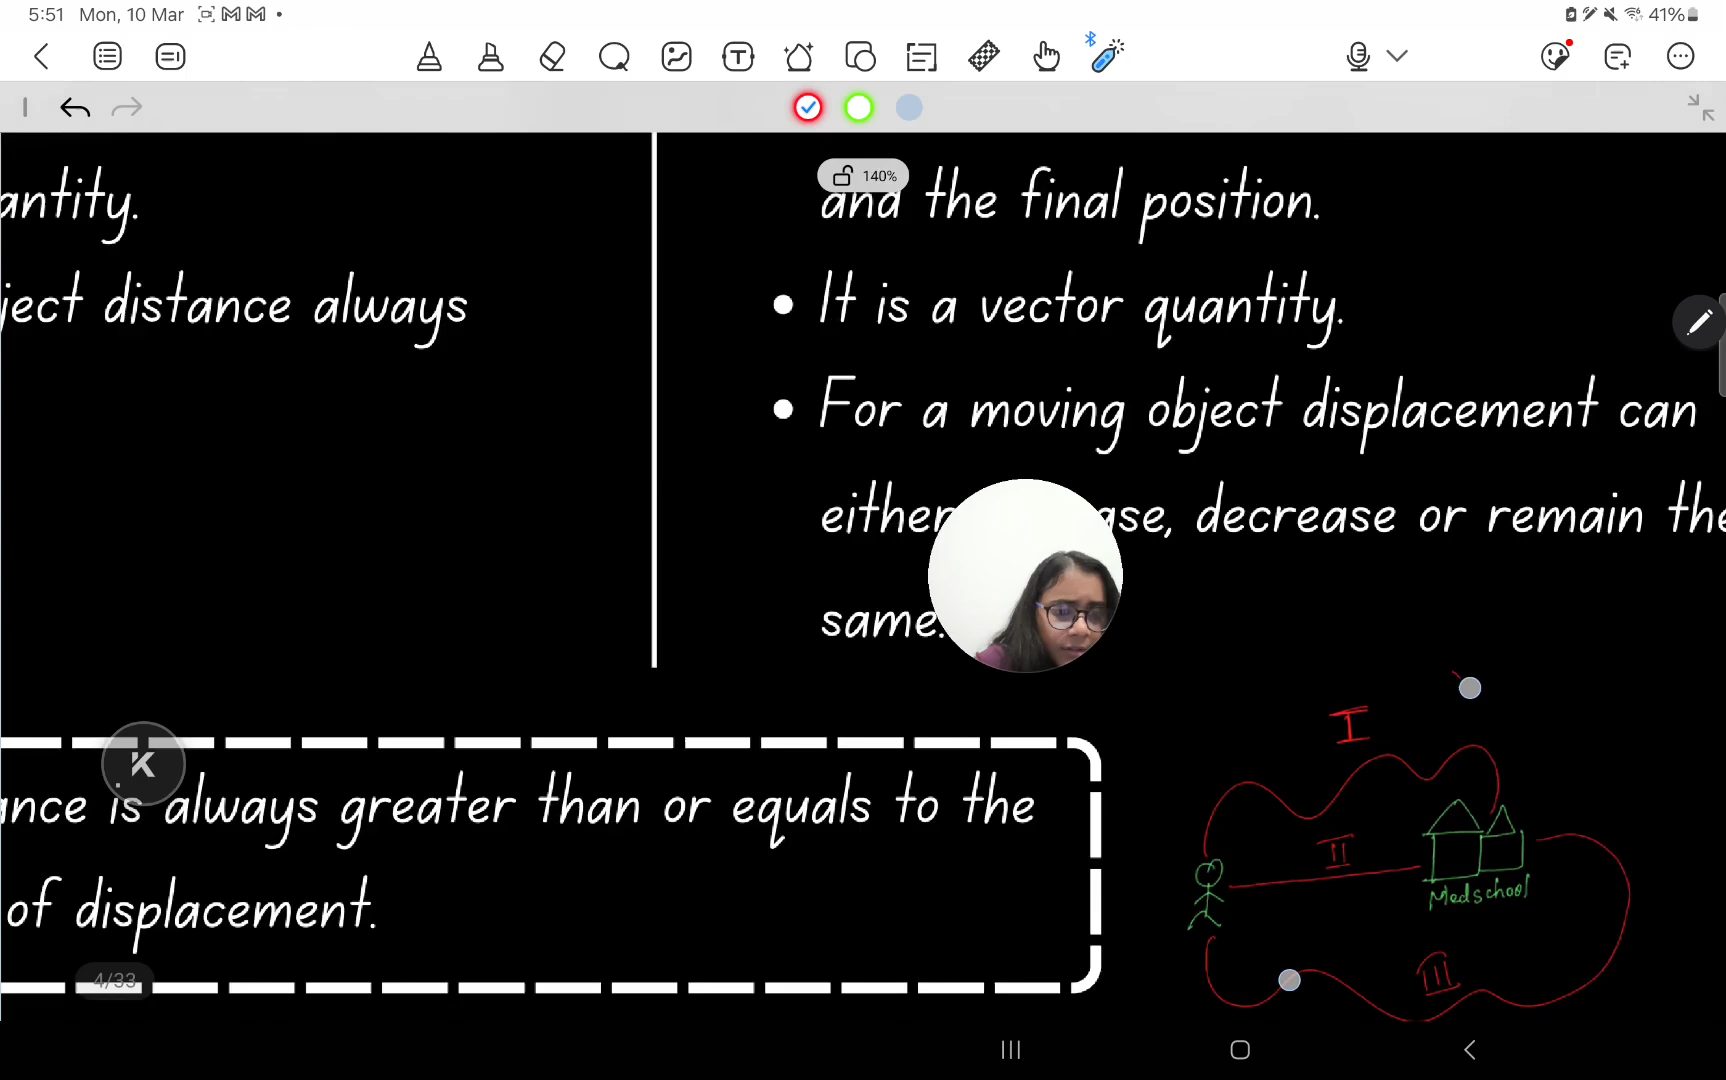 5:51 Mon, 10 Mar
41%
140%
antity.
ject distance always
and the final position.
• It is a vector quantity.
• For a moving object displacement can
either ase, decrease or remain the
same.
I
II
Medschool
III
K
ance is always greater than or equals to the
of displacement.
4/33